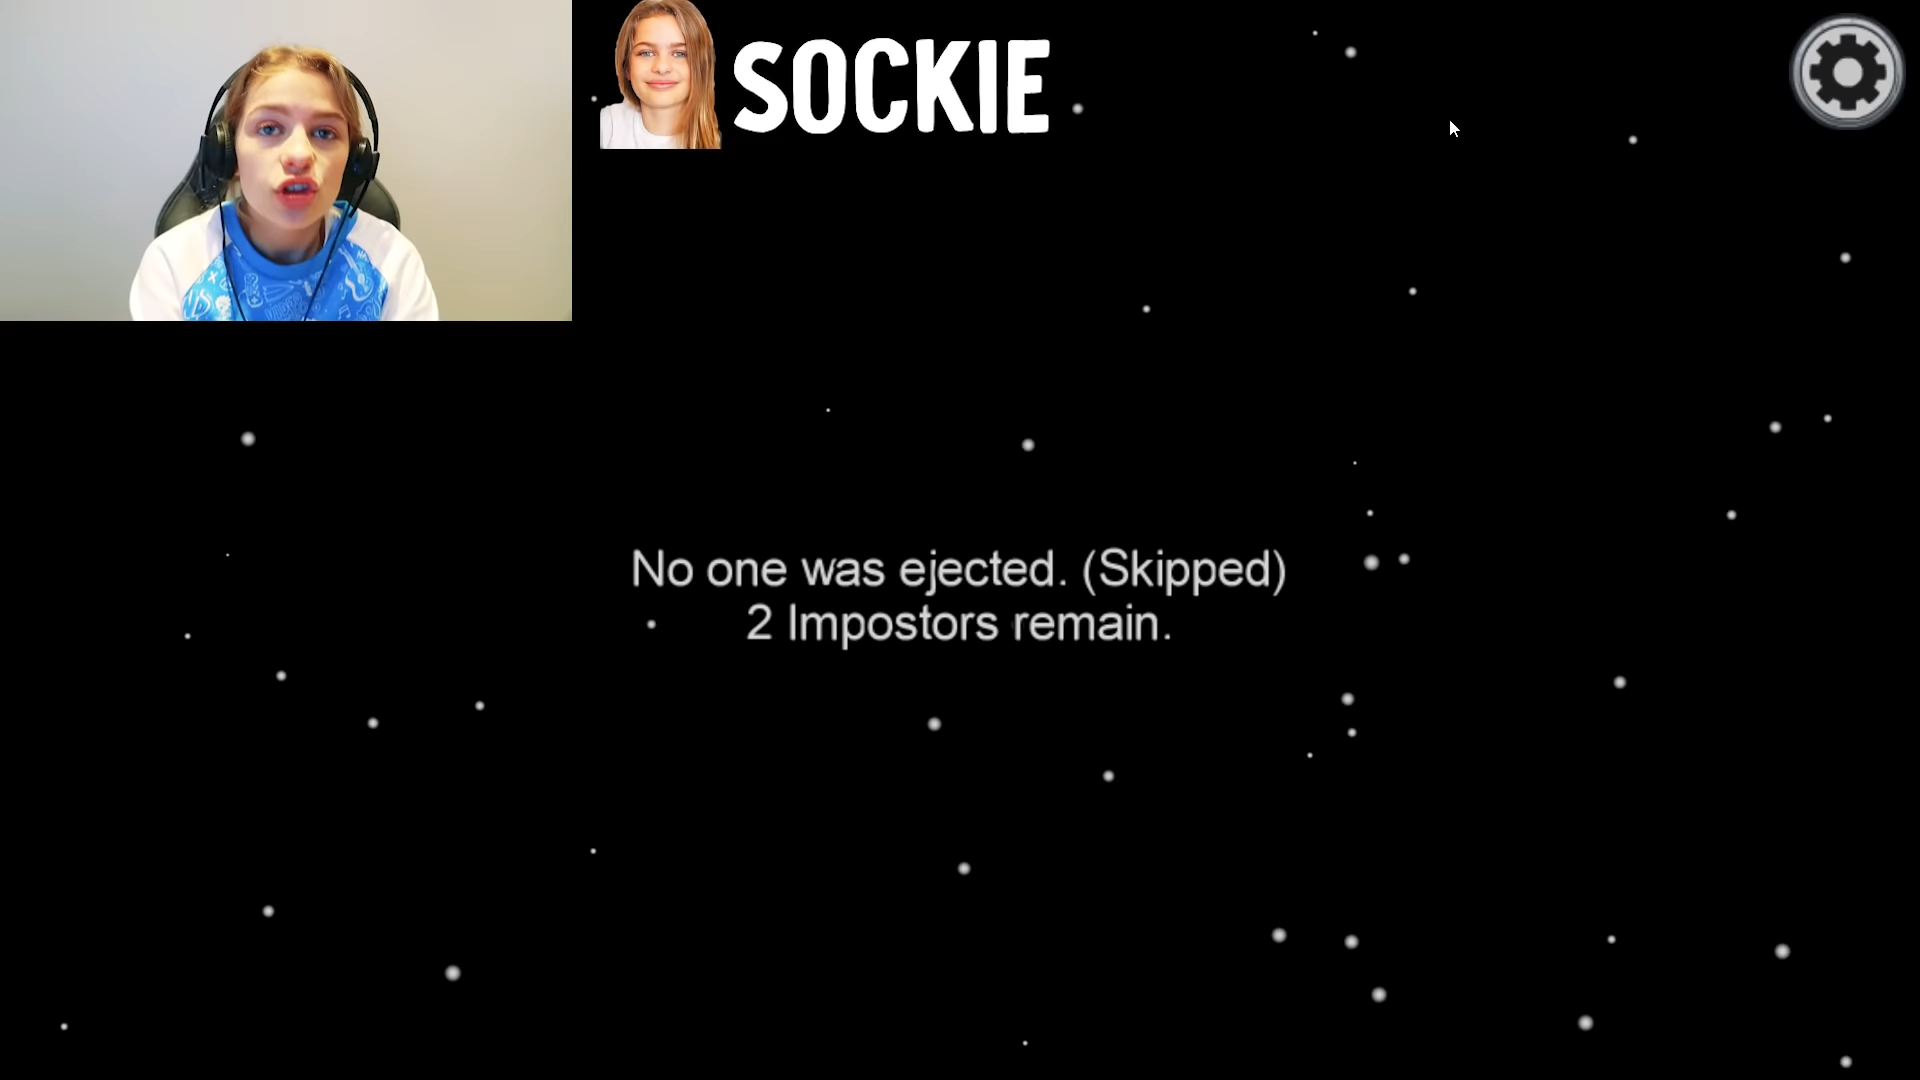 SOCKIE
No one was ejected. (Skipped)
2 Impostors remain.